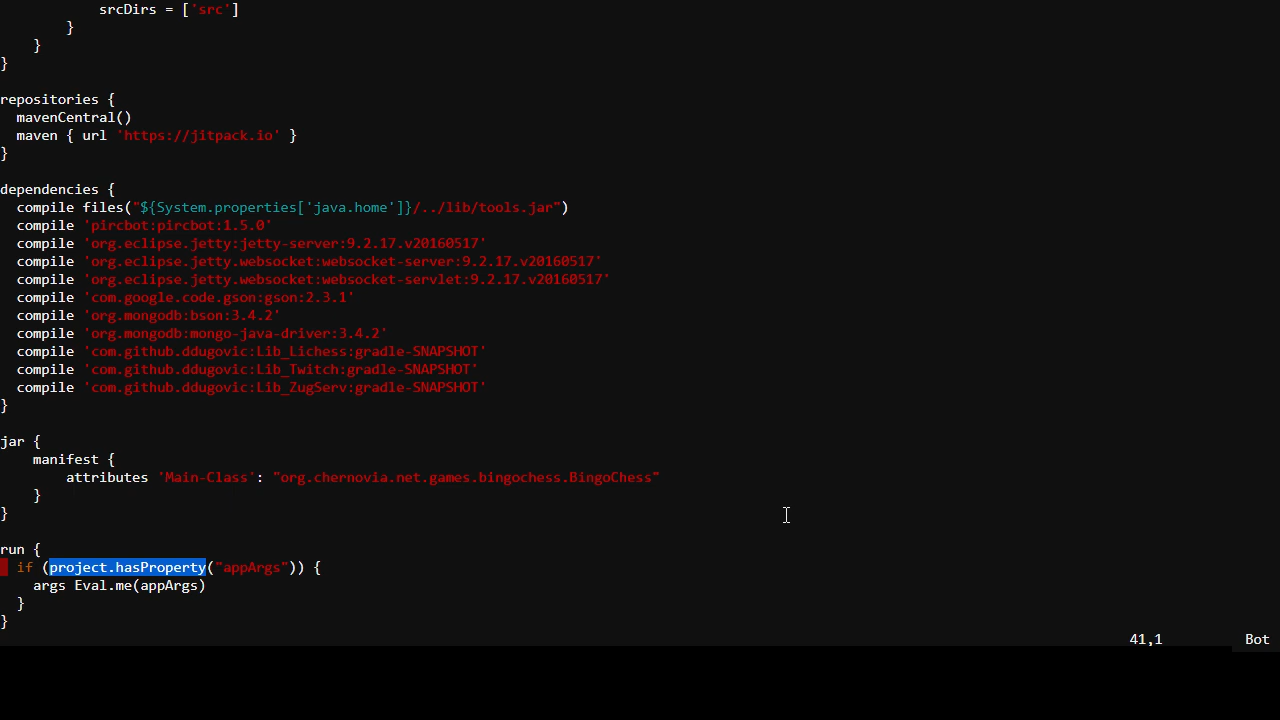 srcDirs = ['src']
        }
    }
}

repositories {
  mavenCentral()
  maven { url 'https://jitpack.io' }
}

dependencies {
  compile files("${System.properties['java.home']}/../lib/tools.jar")
  compile 'pircbot:pircbot:1.5.0'
  compile 'org.eclipse.jetty:jetty-server:9.2.17.v20160517'
  compile 'org.eclipse.jetty.websocket:websocket-server:9.2.17.v20160517'
  compile 'org.eclipse.jetty.websocket:websocket-servlet:9.2.17.v20160517'
  compile 'com.google.code.gson:gson:2.3.1'
  compile 'org.mongodb:bson:3.4.2'
  compile 'org.mongodb:mongo-java-driver:3.4.2'
  compile 'com.github.ddugovic:Lib_Lichess:gradle-SNAPSHOT'
  compile 'com.github.ddugovic:Lib_Twitch:gradle-SNAPSHOT'
  compile 'com.github.ddugovic:Lib_ZugServ:gradle-SNAPSHOT'
}

jar {
    manifest {
        attributes 'Main-Class': "org.chernovia.net.games.bingochess.BingoChess"
    }
}

run {
  if (project.hasProperty("appArgs")) {
    args Eval.me(appArgs)
  }
}
41,1 Bot